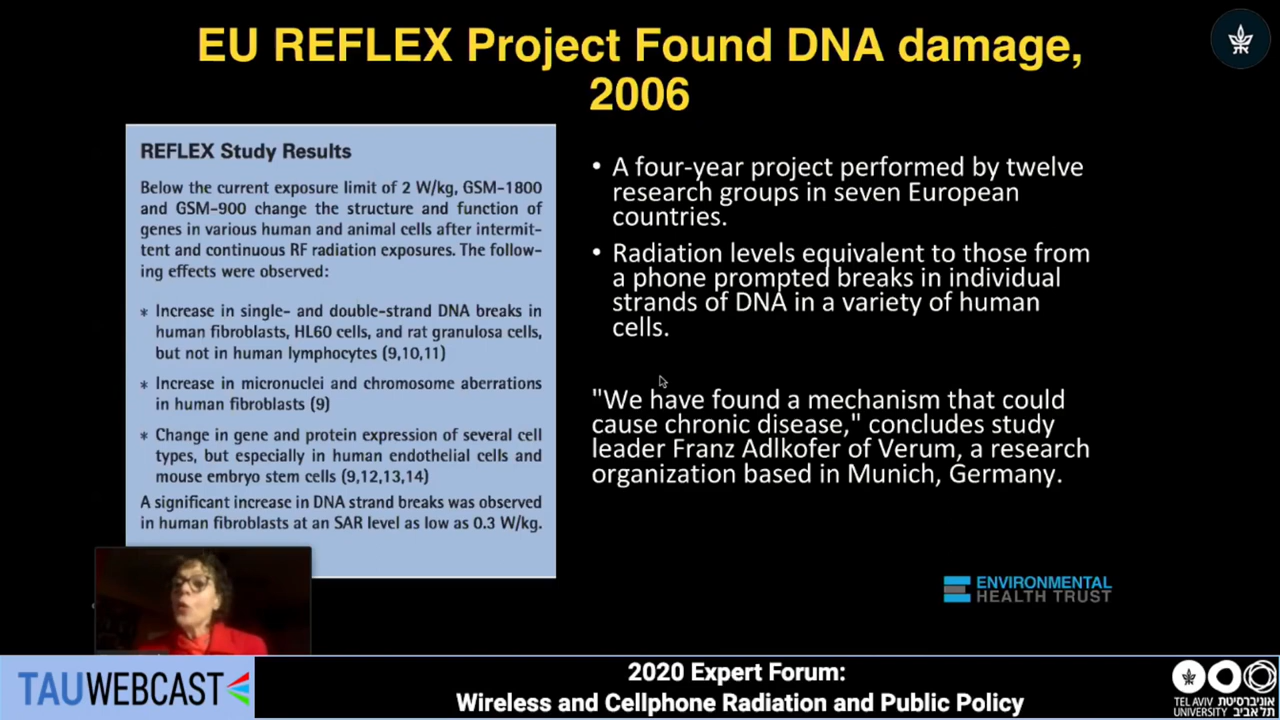 EU REFLEX Project Found DNA damage,
2006
REFLEX Study Results
Below the current exposure limit of 2 W/kg, GSM-1800
and GSM-900 change the structure and function of
genes in various human and animal cells after intermit-
tent and continuous RF radiation exposures. The follow-
ing effects were observed:
* Increase in single- and double-strand DNA breaks in
human fibroblasts, HL60 cells, and rat granulosa cells,
but not in human lymphocytes (9,10,11)
* Increase in micronuclei and chromosome aberrations
in human fibroblasts (9)
* Change in gene and protein expression of several cell
types, but especially in human endothelial cells and
mouse embryo stem cells (9,12,13,14)
A significant increase in DNA strand breaks was observed
in human fibroblasts at an SAR level as low as 0.3 W/kg.
• A four-year project performed by twelve
research groups in seven European
countries.
• Radiation levels equivalent to those from
a phone prompted breaks in individual
strands of DNA in a variety of human
cells.
"We have found a mechanism that could
cause chronic disease," concludes study
leader Franz Adlkofer of Verum, a research
organization based in Munich, Germany.
ENVIRONMENTAL
HEALTH TRUST
TAUWEBCAST
2020 Expert Forum:
Wireless and Cellphone Radiation and Public Policy
TEL AVIV אוניברסיטת
UNIVERSITY תל אביב